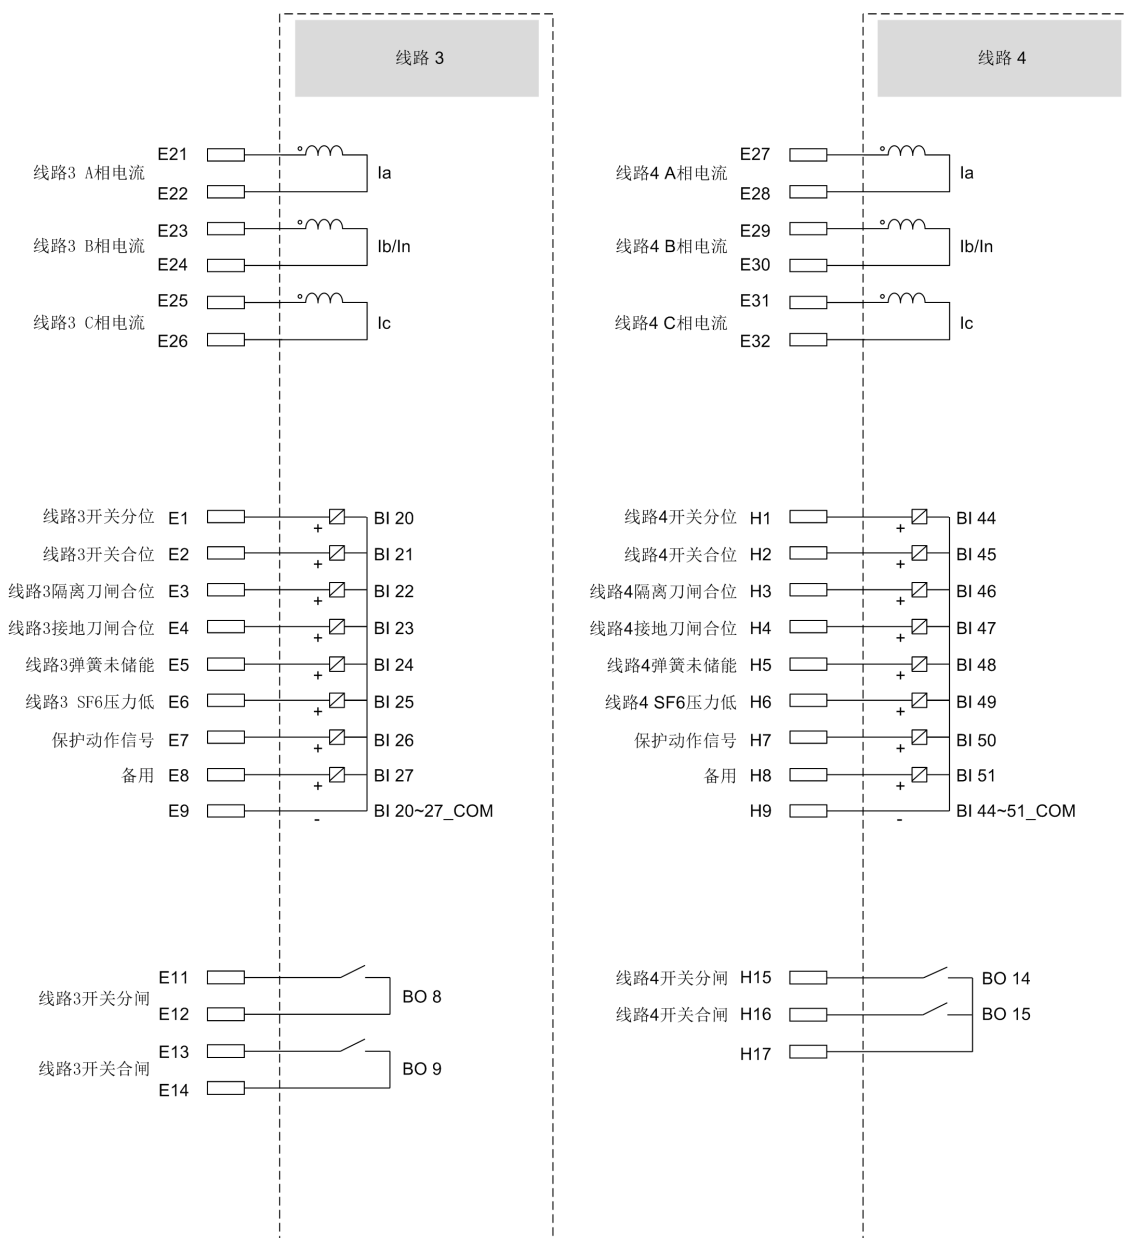 线路 3
E21
线路3 A相电流
Ia
E22
E23
线路3 B相电流
Ib/In
E24
E25
线路3 C相电流
Ic
E26
线路3开关分位 E1 + BI 20
线路3开关合位 E2 + BI 21
线路3隔离刀闸合位 E3 + BI 22
线路3接地刀闸合位 E4 + BI 23
线路3弹簧未储能 E5 + BI 24
线路3 SF6压力低 E6 + BI 25
保护动作信号 E7 + BI 26
备用 E8 + BI 27
E9 - BI 20~27_COM
E11
线路3开关分闸
BO 8
E12
E13
线路3开关合闸
BO 9
E14
线路 4
E27
线路4 A相电流
Ia
E28
E29
线路4 B相电流
Ib/In
E30
E31
线路4 C相电流
Ic
E32
线路4开关分位 H1 + BI 44
线路4开关合位 H2 + BI 45
线路4隔离刀闸合位 H3 + BI 46
线路4接地刀闸合位 H4 + BI 47
线路4弹簧未储能 H5 + BI 48
线路4 SF6压力低 H6 + BI 49
保护动作信号 H7 + BI 50
备用 H8 + BI 51
H9 - BI 44~51_COM
线路4开关分闸 H15 BO 14
线路4开关合闸 H16 BO 15
H17